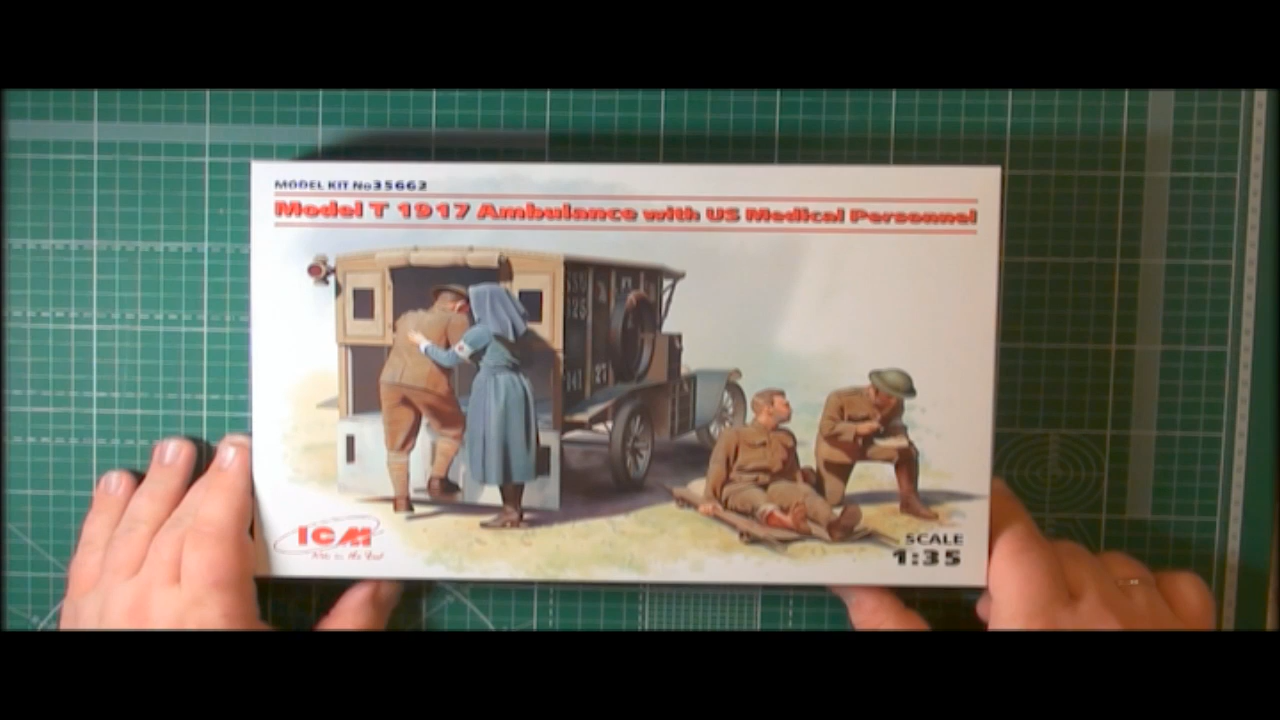 MODEL KIT No35662
Model T 1917 Ambulance with US Medical Personnel
ICM
SCALE
1:35